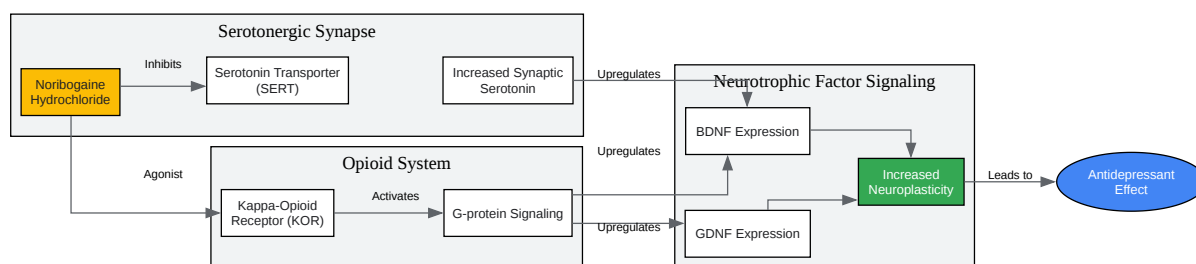 Serotonergic Synapse
Noribogaine
Hydrochloride
Inhibits
Serotonin Transporter
(SERT)
Increased Synaptic
Serotonin
Upregulates
Neurotrophic Factor Signaling
BDNF Expression
Opioid System
Agonist
Kappa-Opioid
Receptor (KOR)
Activates
G-protein Signaling
Upregulates
Upregulates
GDNF Expression
Increased
Neuroplasticity
Leads to
Antidepressant
Effect